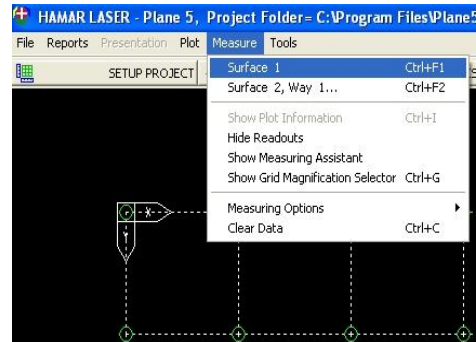 HAMAR LASER - Plane 5, Project Folder= C:\Program Files\Plane5
File Reports Presentation Plot Measure Tools
SETUP PROJECT
Surface 1 Ctrl+F1
Surface 2, Way 1... Ctrl+F2
Show Plot Information Ctrl+I
Hide Readouts
Show Measuring Assistant
Show Grid Magnification Selector Ctrl+G
Measuring Options
Clear Data Ctrl+C
X
Y